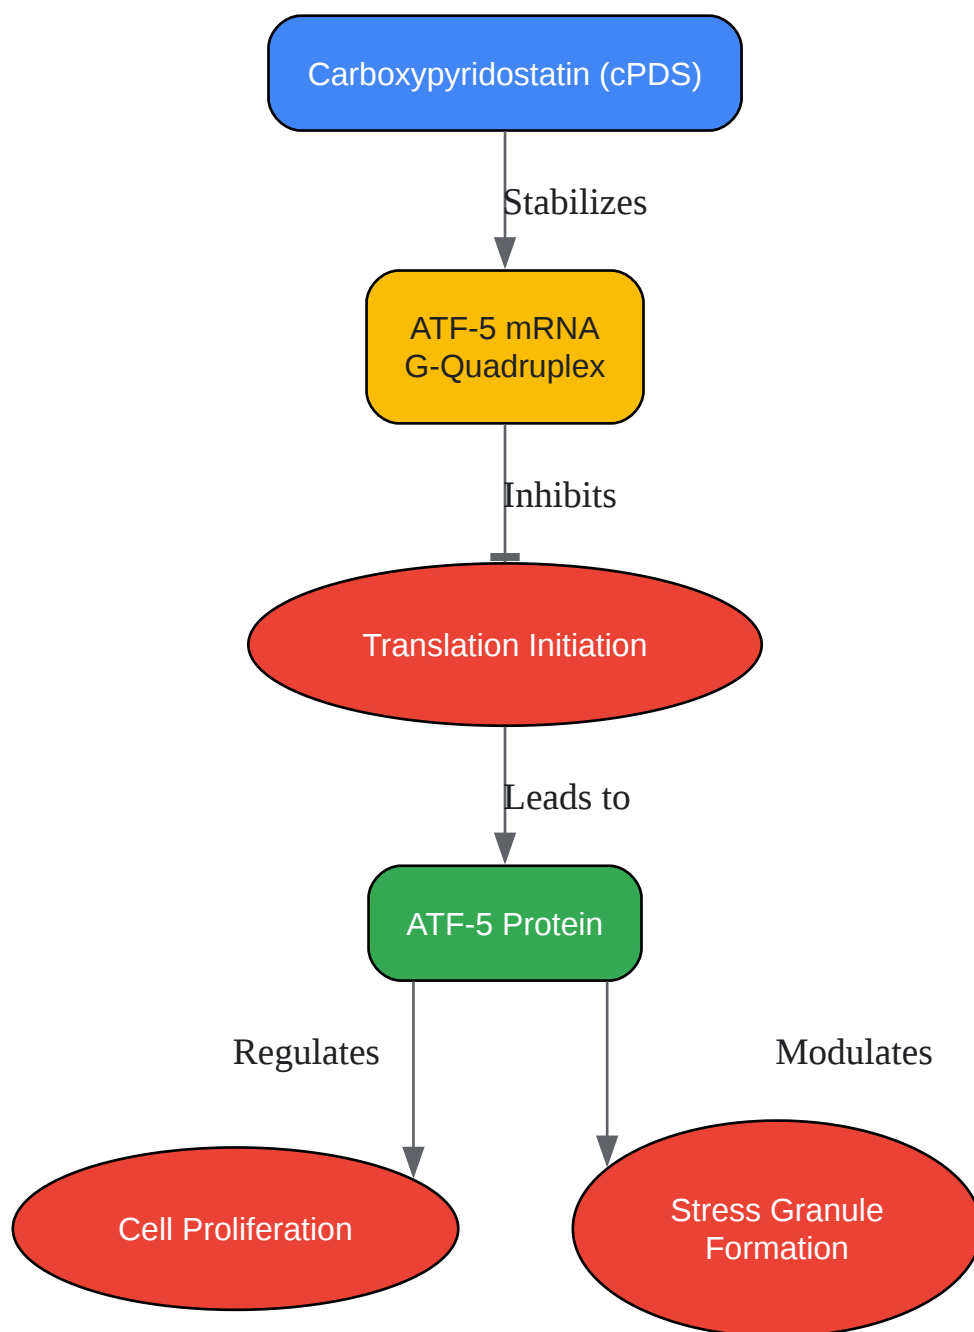 Carboxypyridostatin (cPDS)
Stabilizes
ATF-5 mRNA
G-Quadruplex
Inhibits
Translation Initiation
Leads to
ATF-5 Protein
Regulates
Modulates
Cell Proliferation
Stress Granule
Formation